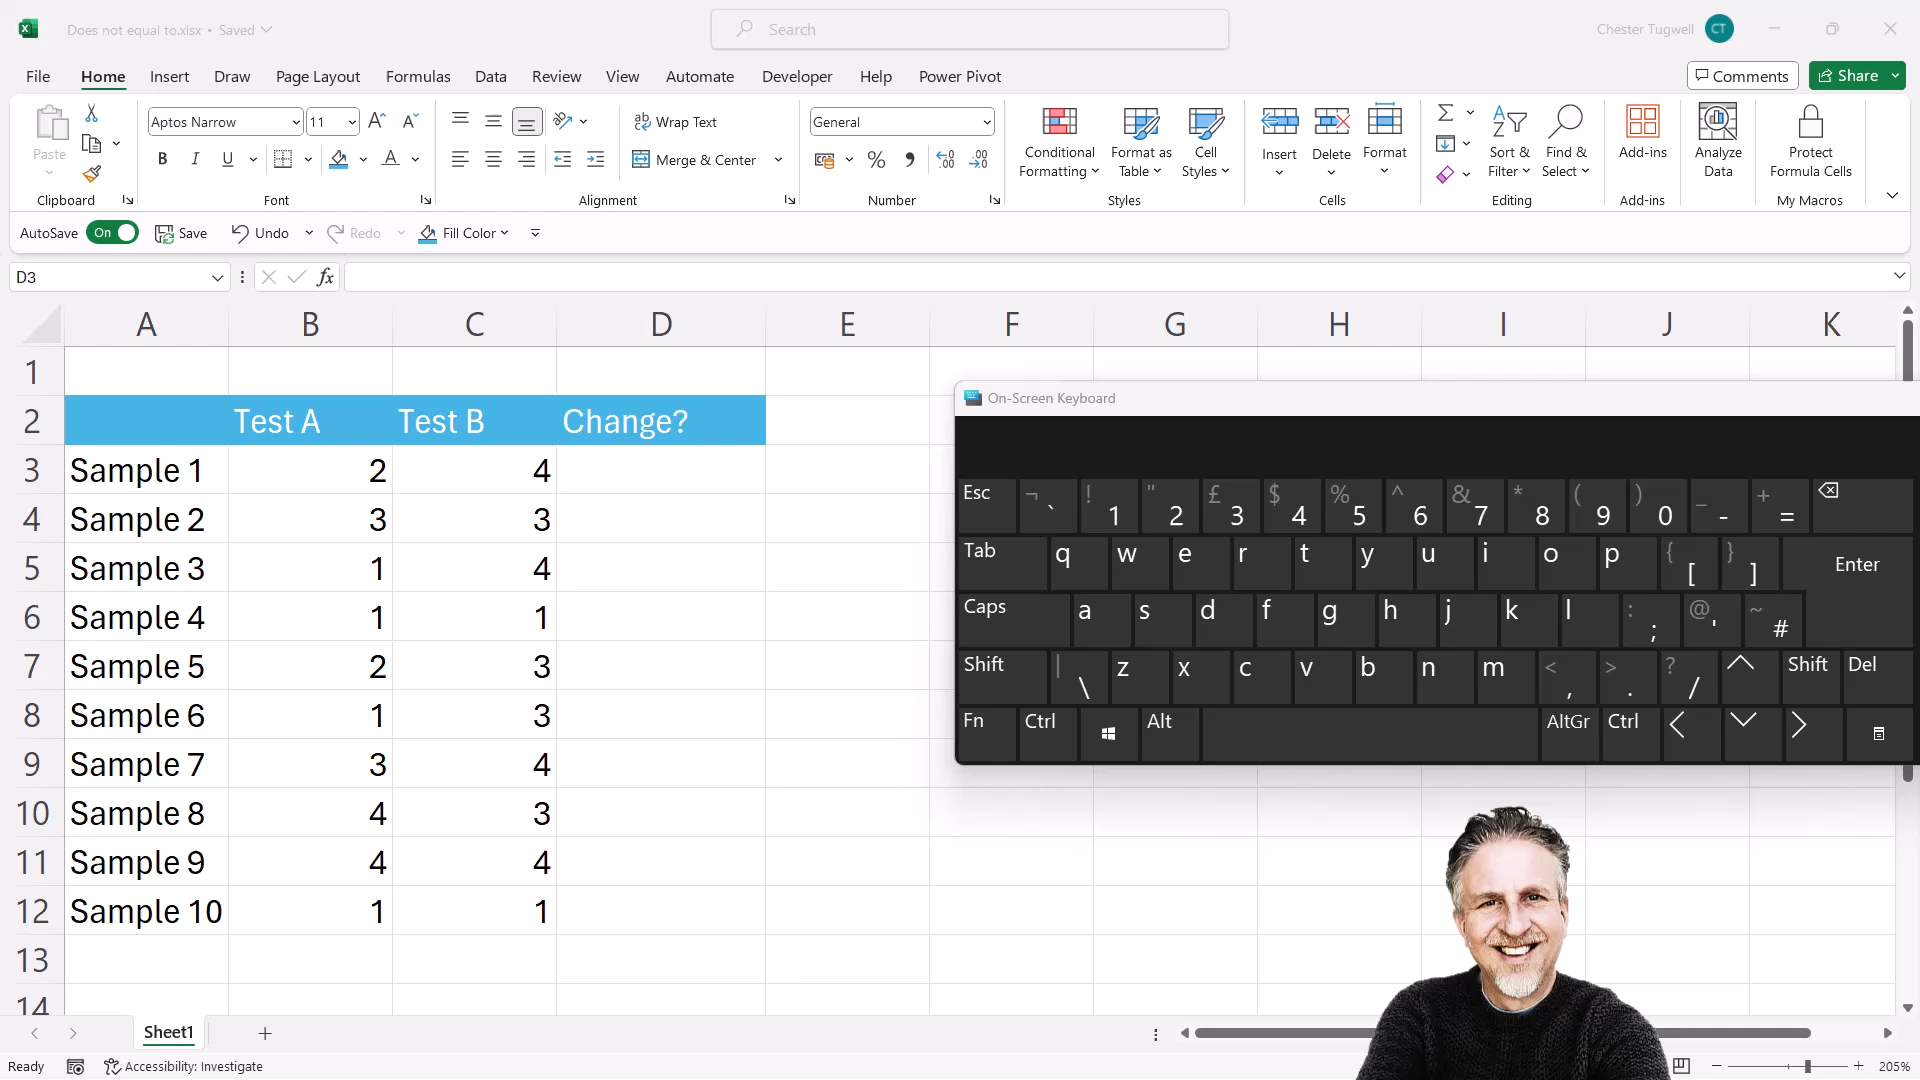 Does not equal to.xlsx • Saved
Search
Chester Tugwell
CT
File Home Insert Draw Page Layout Formulas Data Review View Automate Developer Help Power Pivot
Comments
Share
Paste
Aptos Narrow
11
B I U
A
Wrap Text
Merge & Center
General
%
Conditional Formatting
Format as Table
Cell Styles
Insert
Delete
Format
Sort & Filter
Find & Select
Add-ins
Analyze Data
Protect Formula Cells
Clipboard Font Alignment Number Styles Cells Editing Add-ins My Macros
AutoSave On Save Undo Redo Fill Color
D3
fx
A B C D E F G H I J K
1
2 Test A Test B Change?
3 Sample 1 2 4
4 Sample 2 3 3
5 Sample 3 1 4
6 Sample 4 1 1
7 Sample 5 2 3
8 Sample 6 1 3
9 Sample 7 3 4
10 Sample 8 4 3
11 Sample 9 4 4
12 Sample 10 1 1
13
14
On-Screen Keyboard
Esc ¬ ` ! 1 " 2 £ 3 $ 4 % 5 ^ 6 & 7 * 8 ( 9 ) 0 _ - + =
Tab q w e r t y u i o p { [ } ] Enter
Caps a s d f g h j k l : ; @ ' ~ #
Shift | \ z x c v b n m < , > . ? / Shift Del
Fn Ctrl Alt AltGr Ctrl
Sheet1
Ready
Accessibility: Investigate
205%